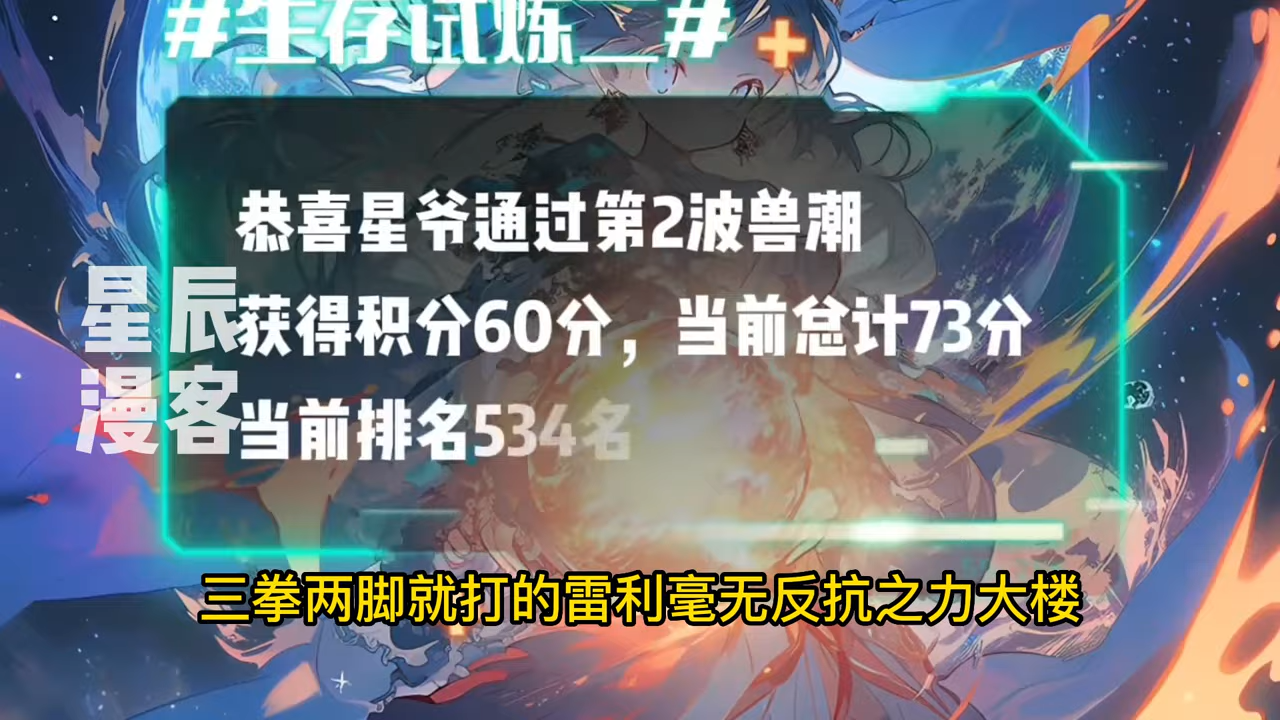 #生存试炼二#
恭喜星爷通过第2波兽潮
获得积分60分，当前总计73分
当前排名534名
星辰
漫客
三拳两脚就打的雷利毫无反抗之力大楼